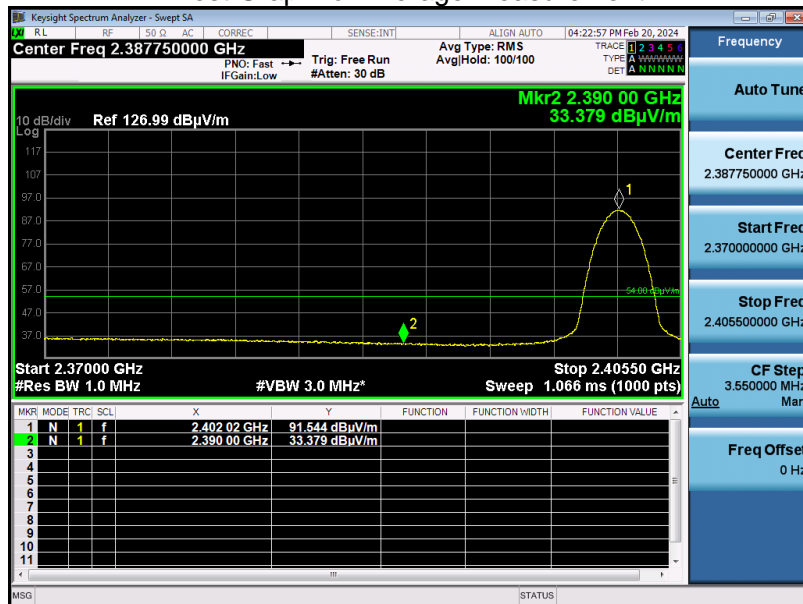 Keysight Spectrum Analyzer - Swept SA
LXI RL RF 50 Ω AC CORREC SENSE:INT ALIGN AUTO 04:22:57 PM Feb 20, 2024
Center Freq 2.387750000 GHz
PNO: Fast
IFGain:Low
Trig: Free Run
#Atten: 30 dB
Avg Type: RMS
Avg|Hold: 100/100
TRACE 1 2 3 4 5 6
TYPE A WWWWW
DET A N N N N N
Mkr2 2.390 00 GHz
33.379 dBµV/m
10 dB/div Ref 126.99 dBµV/m
Log
117
107
97.0
87.0
77.0
67.0
57.0
47.0
37.0
1
54.00 dBµV/m
2
Start 2.37000 GHz Stop 2.40550 GHz
#Res BW 1.0 MHz #VBW 3.0 MHz* Sweep 1.066 ms (1000 pts)
MKR MODE TRC SCL X Y FUNCTION FUNCTION WIDTH FUNCTION VALUE
1 N 1 f 2.402 02 GHz 91.544 dBµV/m
2 N 1 f 2.390 00 GHz 33.379 dBµV/m
3
4
5
6
7
8
9
10
11
MSG STATUS
Frequency
Auto Tune
Center Freq
2.387750000 GHz
Start Freq
2.370000000 GHz
Stop Freq
2.405500000 GHz
CF Step
3.550000 MHz
Auto Man
Freq Offset
0 Hz